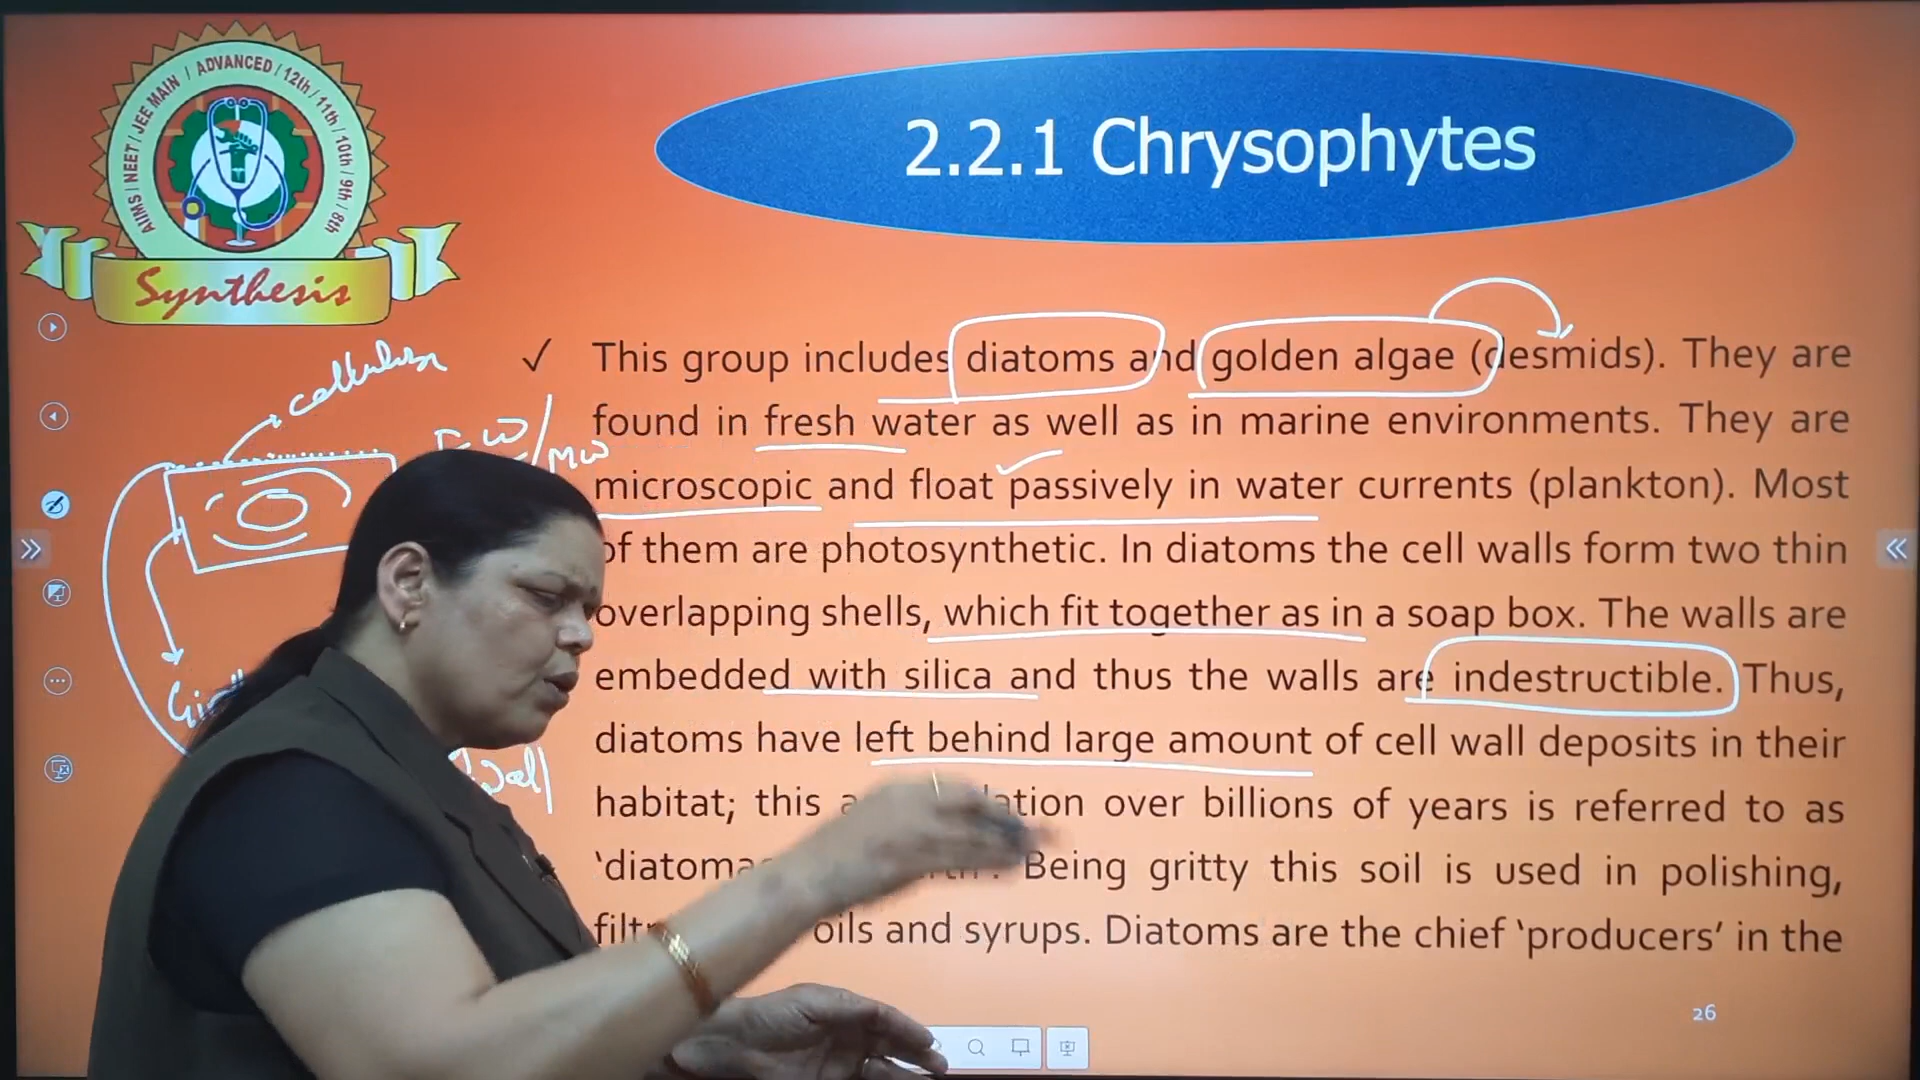 AIIMS / NEET / JEE MAIN / ADVANCED / 12th / 11th / 10th / 9th / 8th
Synthesis
2.2.1 Chrysophytes
✓ This group includes diatoms and golden algae (desmids). They are
found in fresh water as well as in marine environments. They are
microscopic and float passively in water currents (plankton). Most
of them are photosynthetic. In diatoms the cell walls form two thin
overlapping shells, which fit together as in a soap box. The walls are
embedded with silica and thus the walls are indestructible. Thus,
diatoms have left behind large amount of cell wall deposits in their
habitat; this over billions of years is referred to as
Being gritty this soil is used in polishing,
oils and syrups. Diatoms are the chief ‘producers’ in the
MW
Wall
26